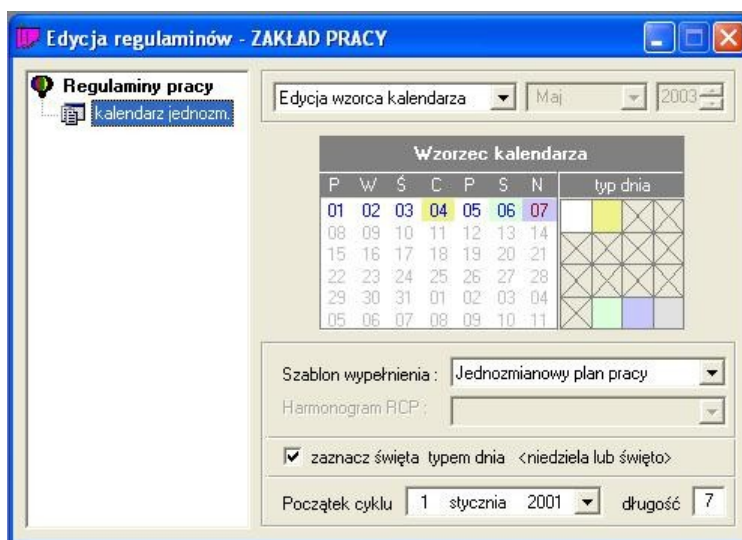 Edycja regulaminów - ZAKŁAD PRACY
Regulaminy pracy
kalendarz jednozm.
Edycja wzorca kalendarza Maj 2003
Wzorzec kalendarza
P W Ś C P S N typ dnia
01 02 03 04 05 06 07
08 09 10 11 12 13 14
15 16 17 18 19 20 21
22 23 24 25 26 27 28
29 30 31 01 02 03 04
05 06 07 08 09 10 11
Szablon wypełnienia : Jednozmianowy plan pracy
Harmonogram RCP :
zaznacz święta typem dnia <niedziela lub święto>
Początek cyklu 1 stycznia 2001 długość 7